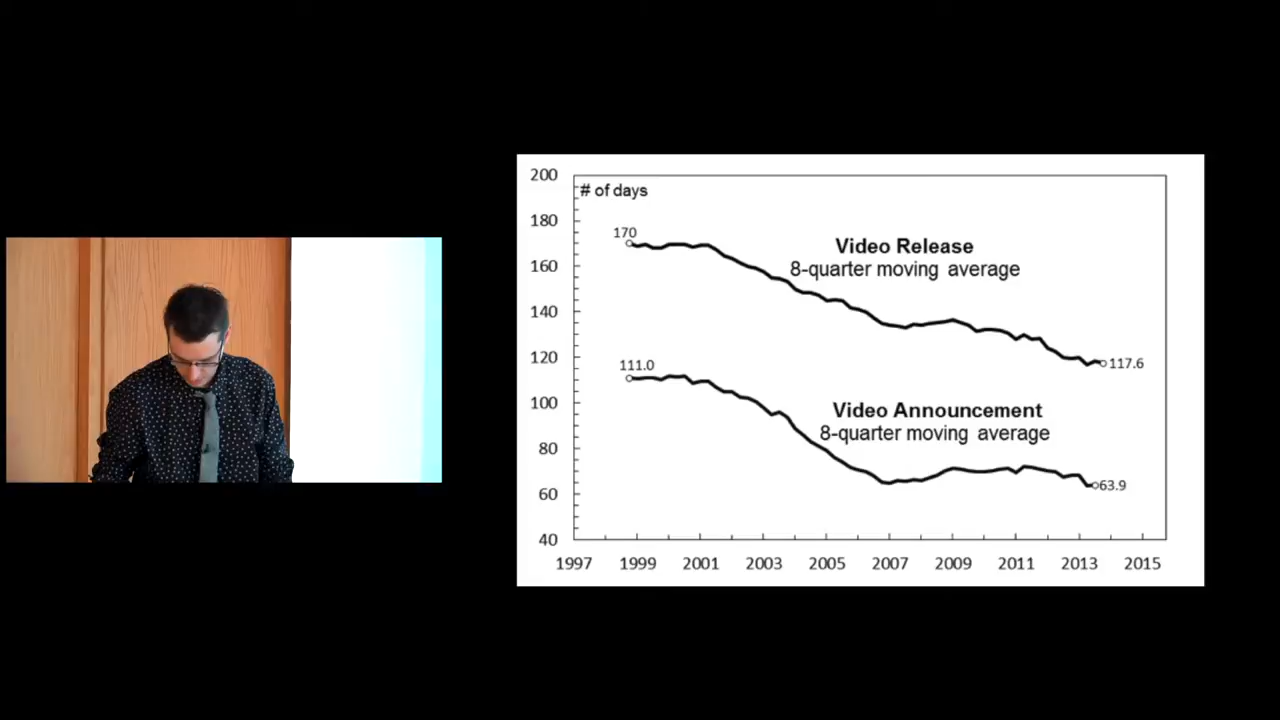 200
# of days
180
170
Video Release
8-quarter moving average
160
140
120
117.6
111.0
100
Video Announcement
8-quarter moving average
80
63.9
60
40
1997 1999 2001 2003 2005 2007 2009 2011 2013 2015